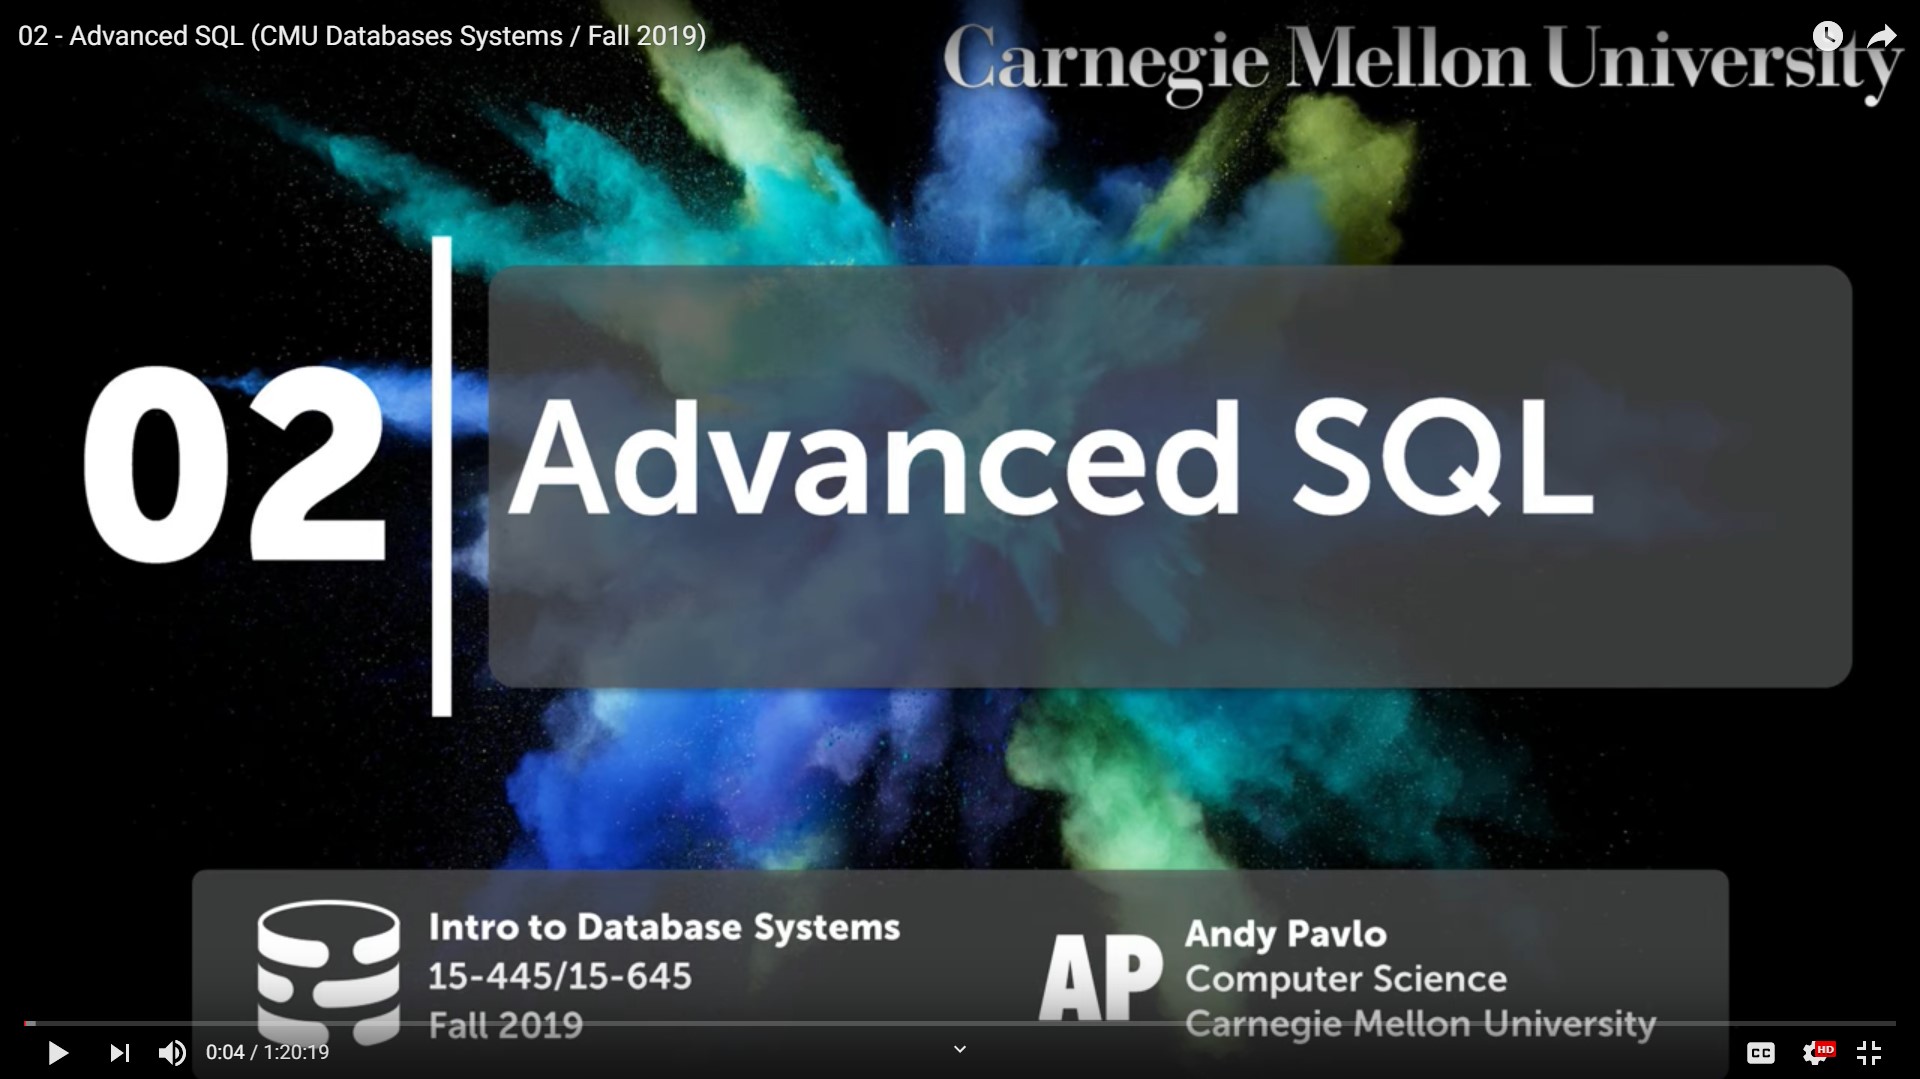 02 - Advanced SQL (CMU Databases Systems / Fall 2019)
Carnegie Mellon University
02
Advanced SQL
Intro to Database Systems
15-445/15-645
Fall 2019
AP
Andy Pavlo
Computer Science
Carnegie Mellon University
0:04 / 1:20:19
CC
HD